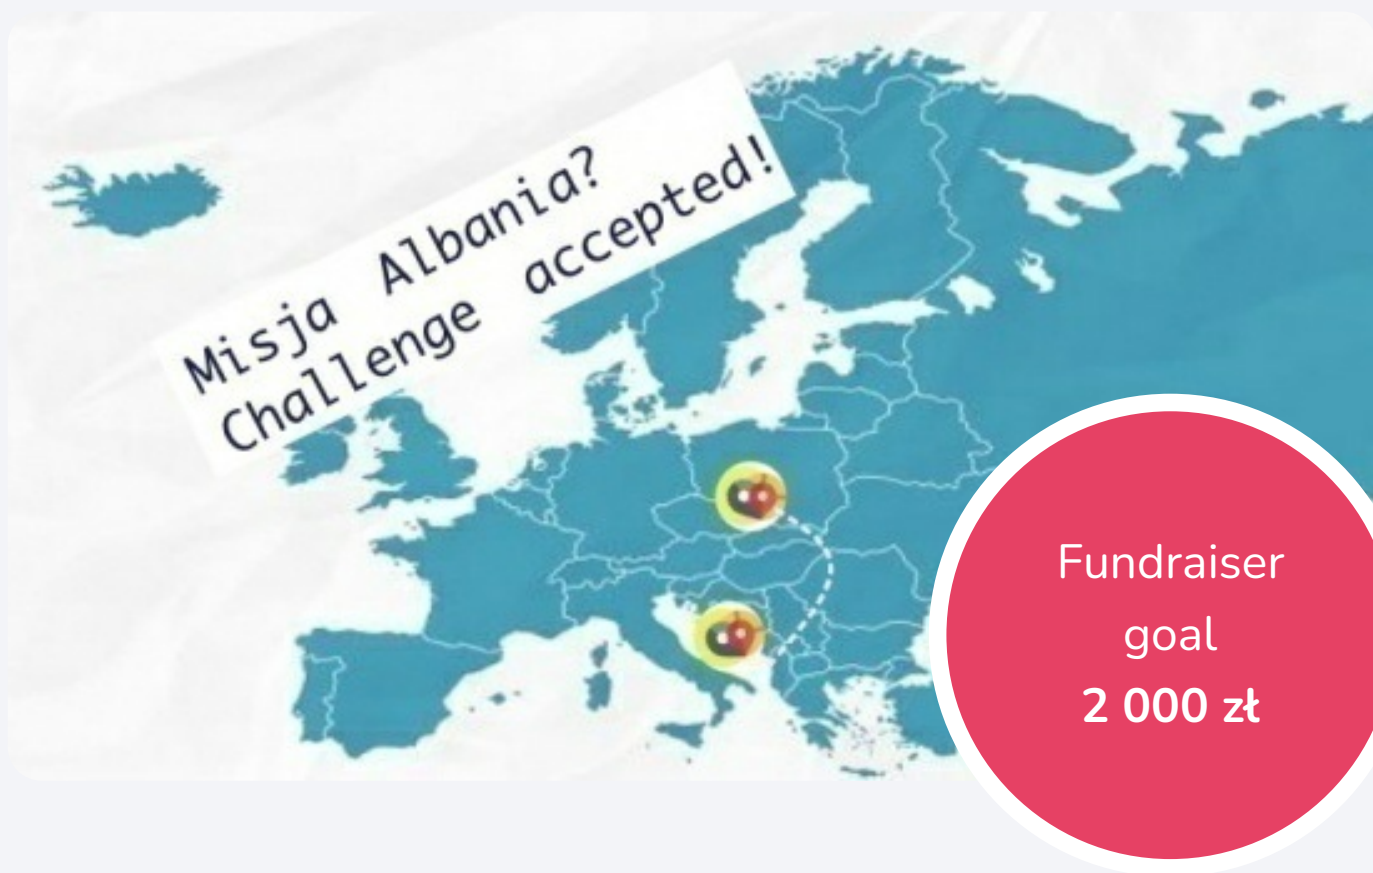 Misja Albania?
Challenge accepted!
Fundraiser
goal
2 000 zł